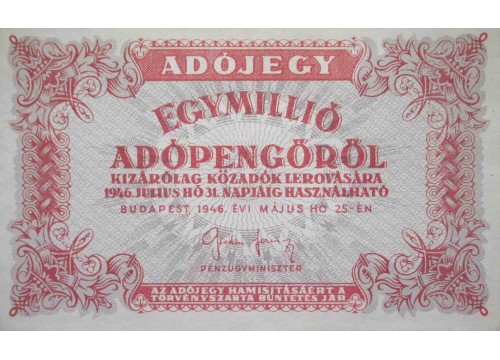 ADÓJEGY
EGYMILLIÓ
ADÓPENGŐRŐL
KIZÁRÓLAG KÖZADÓK LEROVÁSÁRA
1946. JULIUS HÓ 31. NAPJÁIG HASZNÁLHATÓ
BUDAPEST 1946. ÉVI MÁJUS HÓ 25-ÉN
PÉNZÜGYMINISZTER
AZ ADÓJEGY HAMISITÁSÁÉRT A
TÖRVÉNYSZABTA BÜNTETÉS JÁR